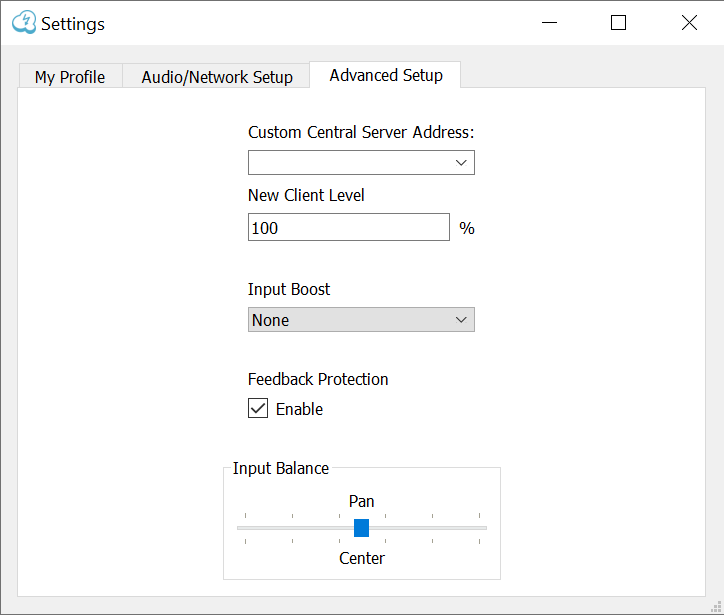 Settings
My Profile Audio/Network Setup Advanced Setup
Custom Central Server Address:
New Client Level
100 %
Input Boost
None
Feedback Protection
Enable
Input Balance
Pan
Center